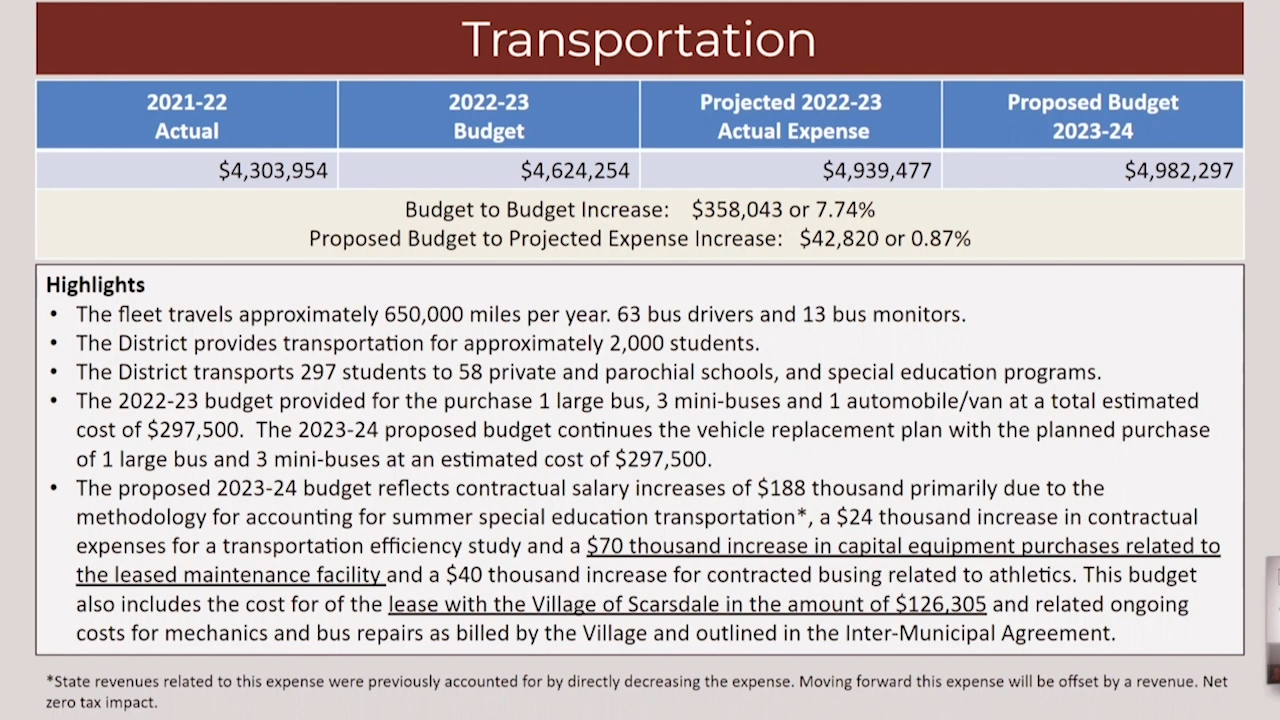 Transportation
2021-22 Actual
2022-23 Budget
Projected 2022-23 Actual Expense
Proposed Budget 2023-24
$4,303,954 $4,624,254 $4,939,477 $4,982,297
Budget to Budget Increase: $358,043 or 7.74%
Proposed Budget to Projected Expense Increase: $42,820 or 0.87%
Highlights
• The fleet travels approximately 650,000 miles per year. 63 bus drivers and 13 bus monitors.
• The District provides transportation for approximately 2,000 students.
• The District transports 297 students to 58 private and parochial schools, and special education programs.
• The 2022-23 budget provided for the purchase 1 large bus, 3 mini-buses and 1 automobile/van at a total estimated
cost of $297,500. The 2023-24 proposed budget continues the vehicle replacement plan with the planned purchase
of 1 large bus and 3 mini-buses at an estimated cost of $297,500.
• The proposed 2023-24 budget reflects contractual salary increases of $188 thousand primarily due to the
methodology for accounting for summer special education transportation*, a $24 thousand increase in contractual
expenses for a transportation efficiency study and a $70 thousand increase in capital equipment purchases related to
the leased maintenance facility and a $40 thousand increase for contracted busing related to athletics. This budget
also includes the cost for of the lease with the Village of Scarsdale in the amount of $126,305 and related ongoing
costs for mechanics and bus repairs as billed by the Village and outlined in the Inter-Municipal Agreement.
*State revenues related to this expense were previously accounted for by directly decreasing the expense. Moving forward this expense will be offset by a revenue. Net
zero tax impact.